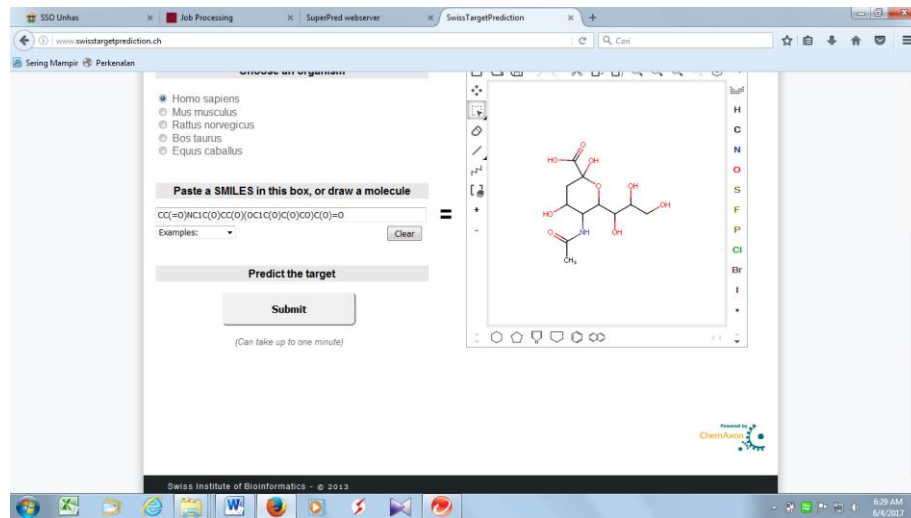 SSO Unhas
Job Processing
SuperPred webserver
SwissTargetPrediction
www.swisstargetprediction.ch
Cari
Sering Mampir
Perkenalan
Choose an organism
Homo sapiens
Mus musculus
Rattus norvegicus
Bos taurus
Equus caballus
Paste a SMILES in this box, or draw a molecule
CC(=O)NC1C(O)CC(O)(OC1C(O)C(O)CO)C(O)=O
Examples:
Clear
=
Predict the target
Submit
(Can take up to one minute)
O
HO
OH
O
OH
OH
HO
O
NH
OH
CH₃
H
C
N
O
S
F
P
Cl
Br
I
*
Powered by
ChemAxon
Swiss Institute of Bioinformatics - © 2013
6:29 AM
6/4/2017